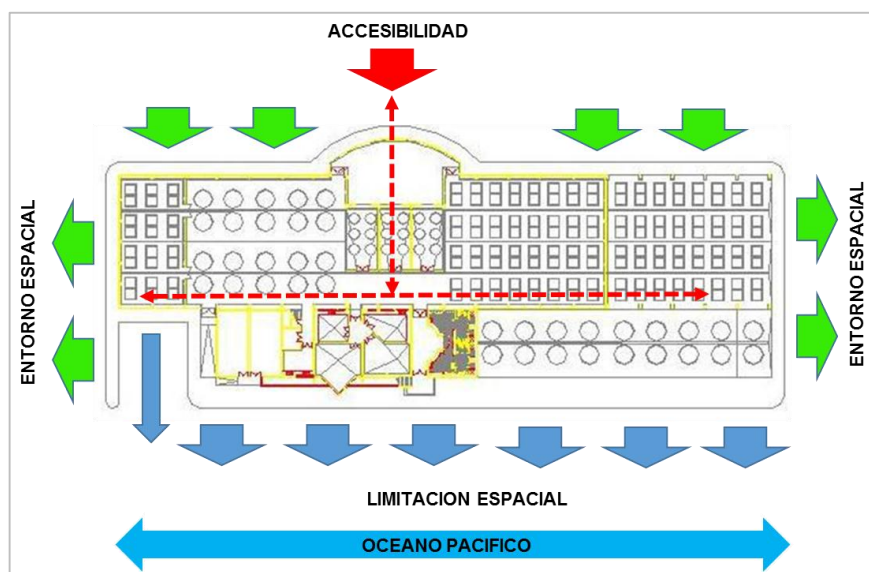 ACCESIBILIDAD
ENTORNO ESPACIAL
ENTORNO ESPACIAL
LIMITACION ESPACIAL
OCEANO PACIFICO